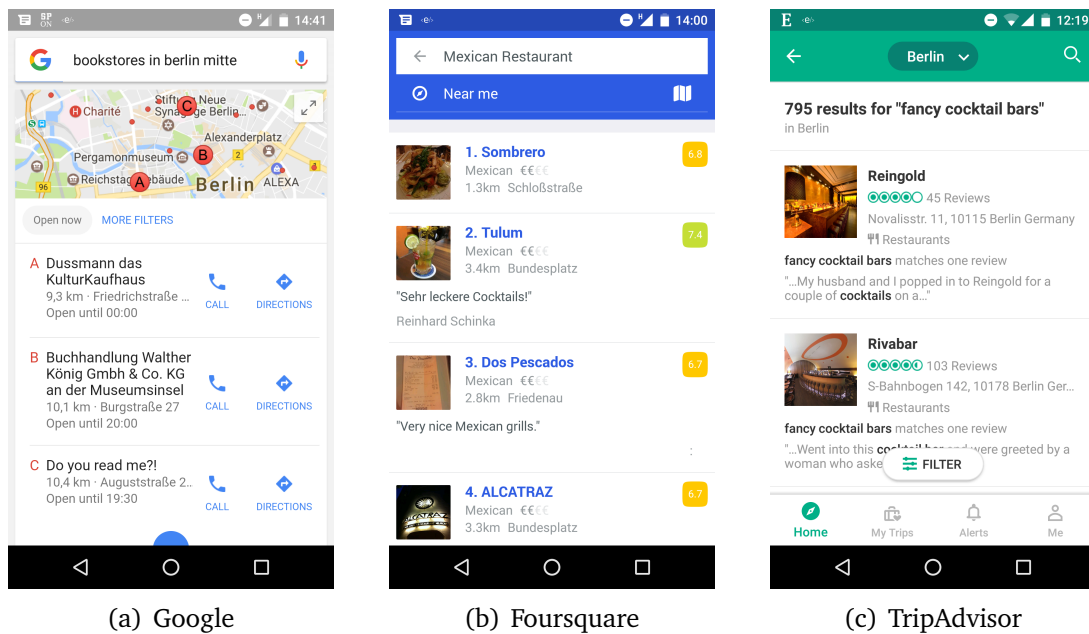 SP
ON
14:41
bookstores in berlin mitte
Charité
Stiftung Neue
Synagoge Berlin...
C
Alexanderplatz
Pergamonmuseum
B
2
Reichstagsgebäude
A
Berlin
ALEXA
96
Open now
MORE FILTERS
A Dussmann das
KulturKaufhaus
9,3 km · Friedrichstraße ...
Open until 00:00
CALL
DIRECTIONS
B Buchhandlung Walther
König Gmbh & Co. KG
an der Museumsinsel
10,1 km · Burgstraße 27
Open until 20:00
CALL
DIRECTIONS
C Do you read me?!
10,4 km · Auguststraße 2..
Open until 19:30
CALL
DIRECTIONS
(a) Google
14:00
Mexican Restaurant
Near me
1. Sombrero
Mexican €€€€
1.3km Schloßstraße
6.8
2. Tulum
Mexican €€€€
3.4km Bundesplatz
7.4
"Sehr leckere Cocktails!"
Reinhard Schinka
3. Dos Pescados
Mexican €€€€
2.8km Friedenau
6.7
"Very nice Mexican grills."
:
4. ALCATRAZ
Mexican €€€€
3.3km Bundesplatz
6.7
(b) Foursquare
E
12:19
Berlin
795 results for "fancy cocktail bars"
in Berlin
Reingold
45 Reviews
Novalisstr. 11, 10115 Berlin Germany
Restaurants
fancy cocktail bars matches one review
"...My husband and I popped in to Reingold for a
couple of cocktails on a..."
Rivabar
103 Reviews
S-Bahnbogen 142, 10178 Berlin Ger...
Restaurants
fancy cocktail bars matches one review
"...Went into this cocktail bar and were greeted by a
woman who aske
FILTER
Home
My Trips
Alerts
Me
(c) TripAdvisor